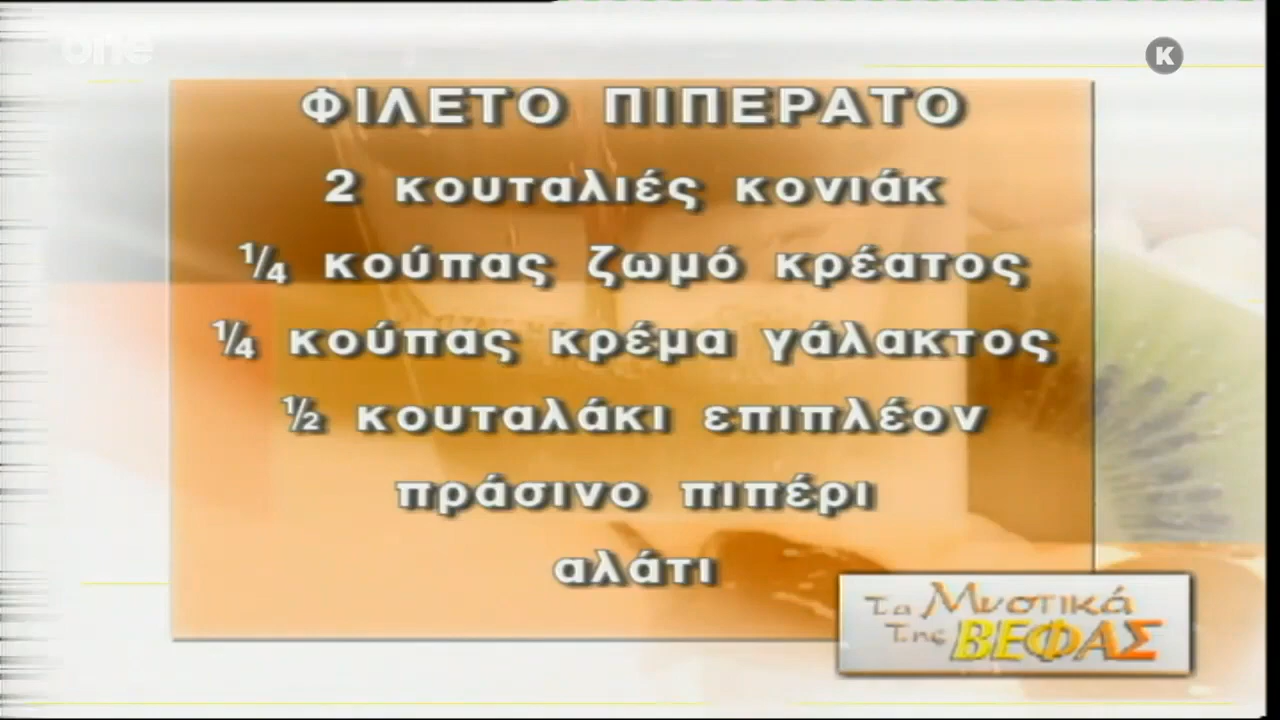 one
K
ΦΙΛΕΤΟ ΠΙΠΕΡΑΤΟ
2 κουταλιές κονιάκ
¼ κούπας ζωμό κρέατος
¼ κούπας κρέμα γάλακτος
½ κουταλάκι επιπλέον
πράσινο πιπέρι
αλάτι
Τα Μυστικά
Της ΒΕΦΑΣ